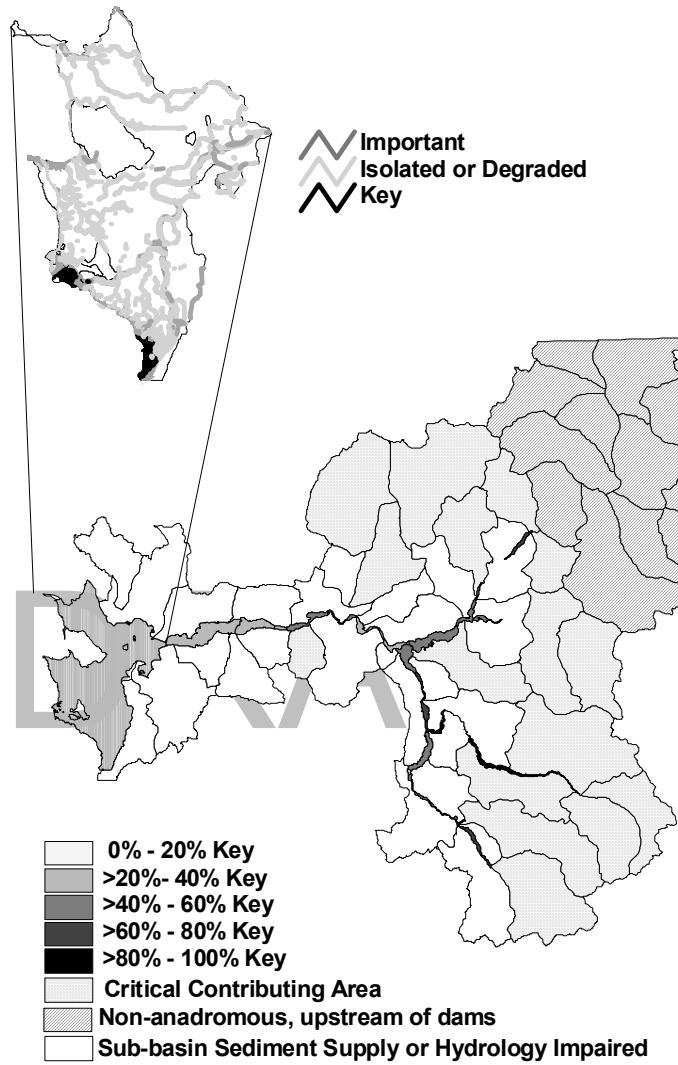 Important
Isolated or Degraded
Key
0% - 20% Key
>20%- 40% Key
>40% - 60% Key
>60% - 80% Key
>80% - 100% Key
Critical Contributing Area
Non-anadromous, upstream of dams
Sub-basin Sediment Supply or Hydrology Impaired